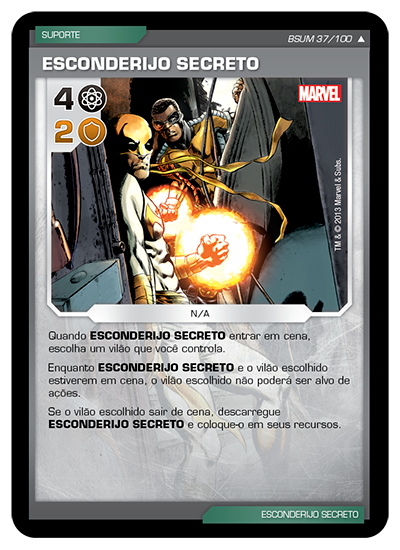 SUPORTE
BSUM 37/100 ▲
ESCONDERIJO SECRETO
4
MARVEL
2
TM & © 2013 Marvel & Subs.
N/A
Quando ESCONDERIJO SECRETO entrar em cena,
escolha um vilão que você controla.
Enquanto ESCONDERIJO SECRETO e o vilão escolhido
estiverem em cena, o vilão escolhido não poderá ser alvo de
ações.
Se o vilão escolhido sair de cena, descarregue
ESCONDERIJO SECRETO e coloque-o em seus recursos.
ESCONDERIJO SECRETO